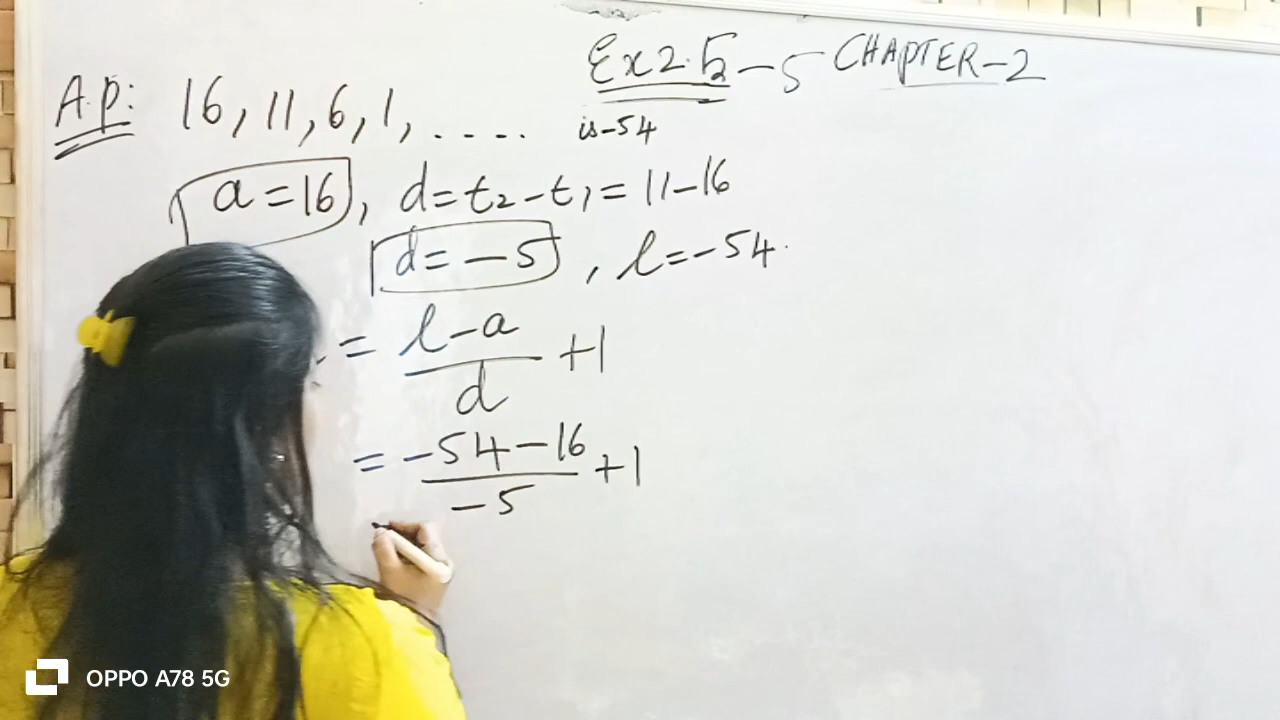 Ex 2.5 - 5 CHAPTER-2
A.P: 16, 11, 6, 1, .... is -54
a = 16, d = t₂ - t₁ = 11 - 16
d = -5, l = -54.
= l - a / d + 1
= -54 - 16 / -5 + 1
OPPO A78 5G